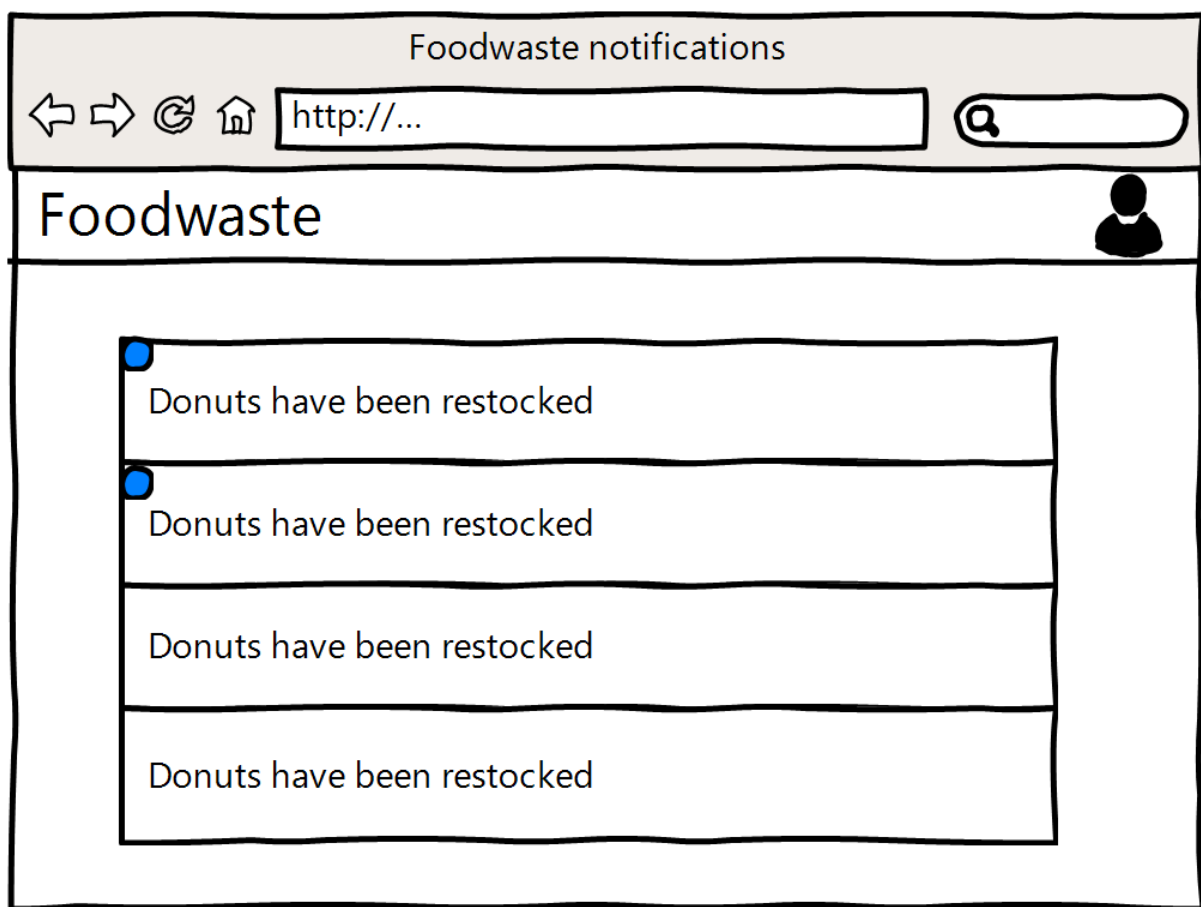 Foodwaste notifications
http://...
Foodwaste
Donuts have been restocked
Donuts have been restocked
Donuts have been restocked
Donuts have been restocked